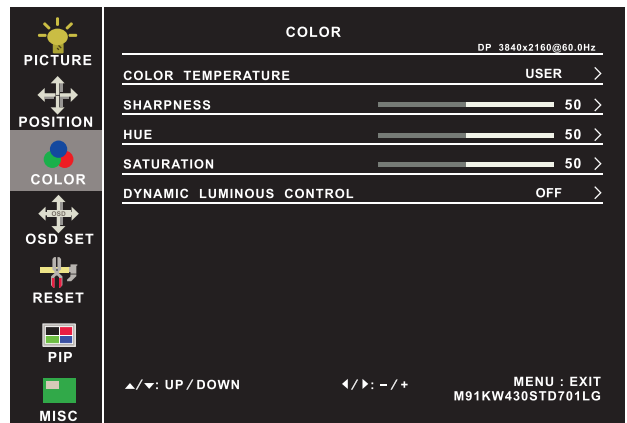 COLOR
DP 3840x2160@60.0Hz
PICTURE
COLOR TEMPERATURE USER
SHARPNESS 50
POSITION
HUE 50
SATURATION 50
COLOR
DYNAMIC LUMINOUS CONTROL OFF
OSD
OSD SET
RESET
PIP
▲/▼: UP / DOWN ◀/▶: – / + MENU : EXIT
M91KW430STD701LG
MISC